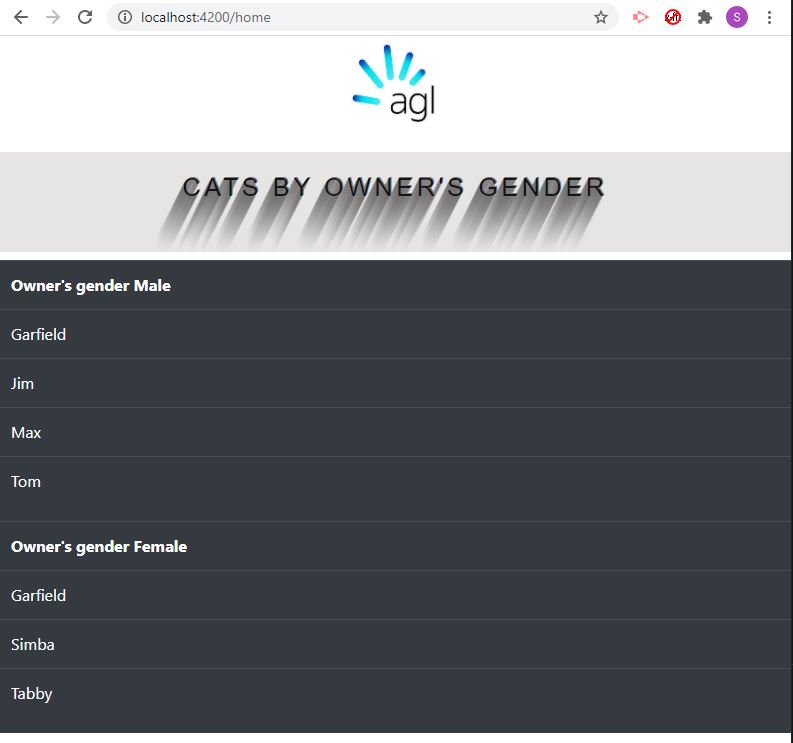 localhost:4200/home
S
agl
CATS BY OWNER'S GENDER
Owner's gender Male
Garfield
Jim
Max
Tom
Owner's gender Female
Garfield
Simba
Tabby